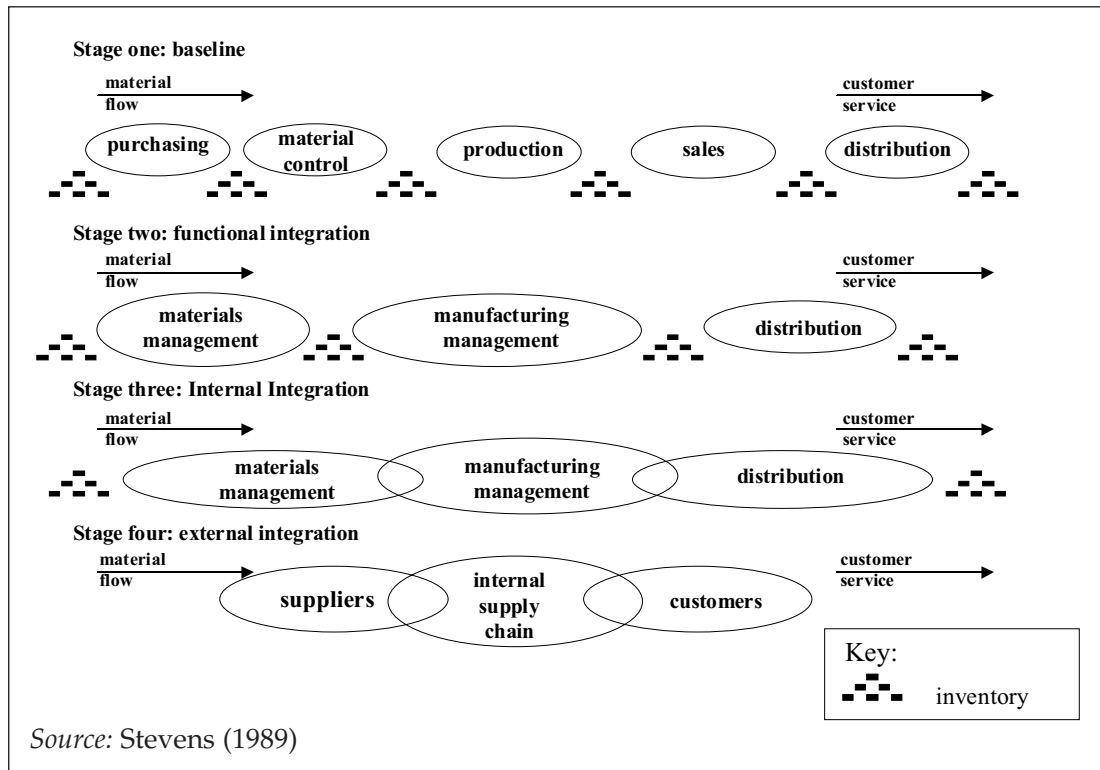 Stage one: baseline
material
flow
customer
service
purchasing
material
control
production
sales
distribution
Stage two: functional integration
material
flow
customer
service
materials
management
manufacturing
management
distribution
Stage three: Internal Integration
material
flow
customer
service
materials
management
manufacturing
management
distribution
Stage four: external integration
material
flow
customer
service
suppliers
internal
supply
chain
customers
Key:
inventory
Source: Stevens (1989)